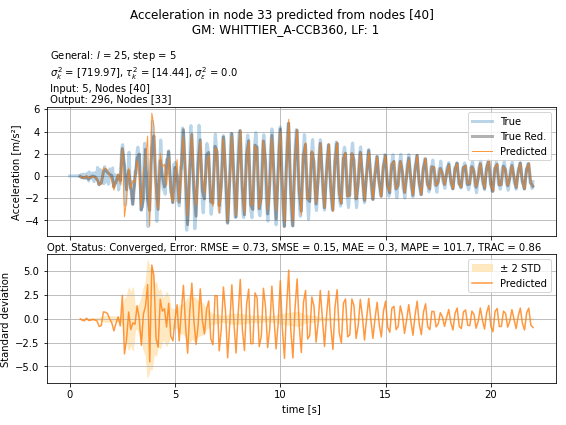 Acceleration in node 33 predicted from nodes [40]
GM: WHITTIER_A-CCB360, LF: 1
General: l = 25, step = 5
σ²ₖ = [719.97], τ²ₖ = [14.44], σ²ε = 0.0
Input: 5, Nodes [40]
Output: 296, Nodes [33]
6
4
2
0
−2
−4
Acceleration [m/s²]
True
True Red.
Predicted
Opt. Status: Converged, Error: RMSE = 0.73, SMSE = 0.15, MAE = 0.3, MAPE = 101.7, TRAC = 0.86
5.0
2.5
0.0
−2.5
−5.0
Standard deviation
± 2 STD
Predicted
0
5
10
15
20
time [s]